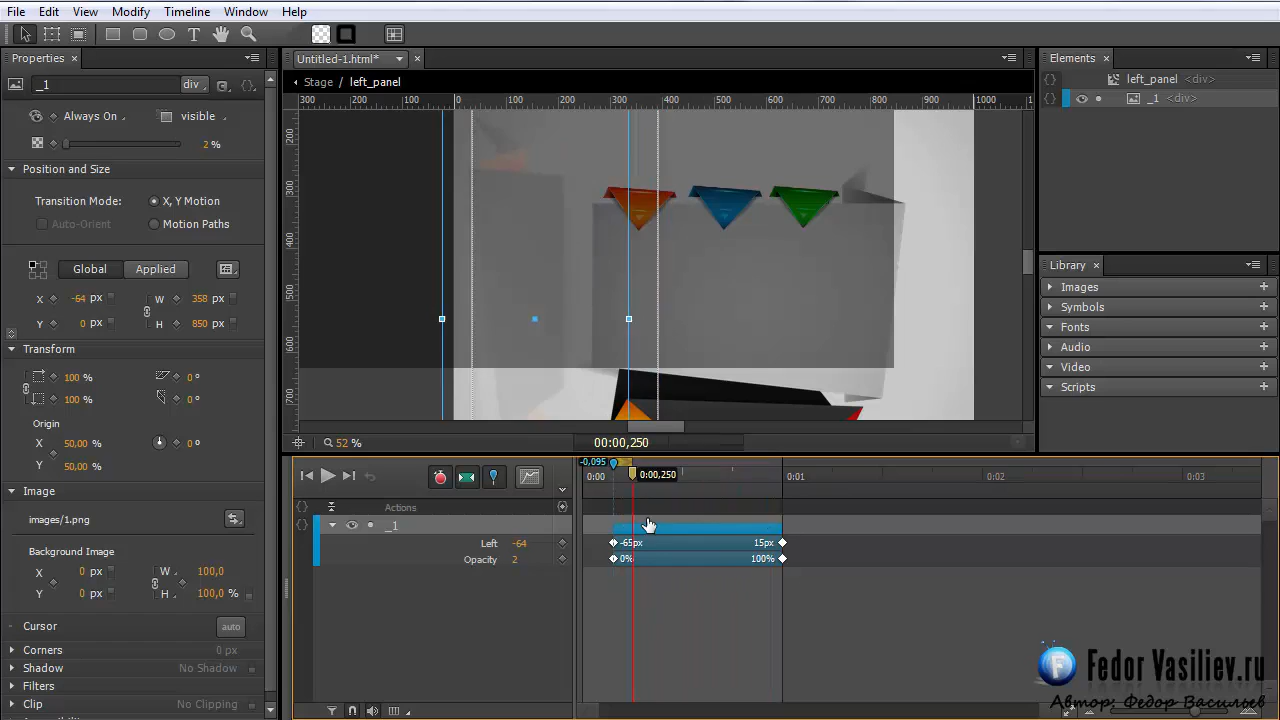 File Edit View Modify Timeline Window Help
Properties ×
Untitled-1.html* ×
Elements ×
_1 div
Stage / left_panel
left_panel <div>
_1 <div>
300 200 100 0 100 200 300 400 500 600 700 800 900 1000 1
200
300
400
500
600
700
Always On visible
2 %
Position and Size
Transition Mode: X, Y Motion
Auto-Orient Motion Paths
Global Applied
X -64 px W 358 px
Y 0 px H 850 px
Transform
100 % 0 º
100 % 0 º
Origin
X 50,00 % 0 º
Y 50,00 %
Image
images/1.png
Background Image
X 0 px W 100,0
Y 0 px H 100,0 %
Cursor auto
Corners 0 px
Shadow No Shadow
Filters
Clip
Library ×
Images +
Symbols +
Fonts +
Audio +
Video +
Scripts +
52 % 00:00,250
-0,095
0:00 0:00,250 0:01 0:02 0:03
Actions
_1
Left -64 -65px 15px
Opacity 2 0% 100%
Fedor Vasiliev.ru
Автор: Федор Васильев